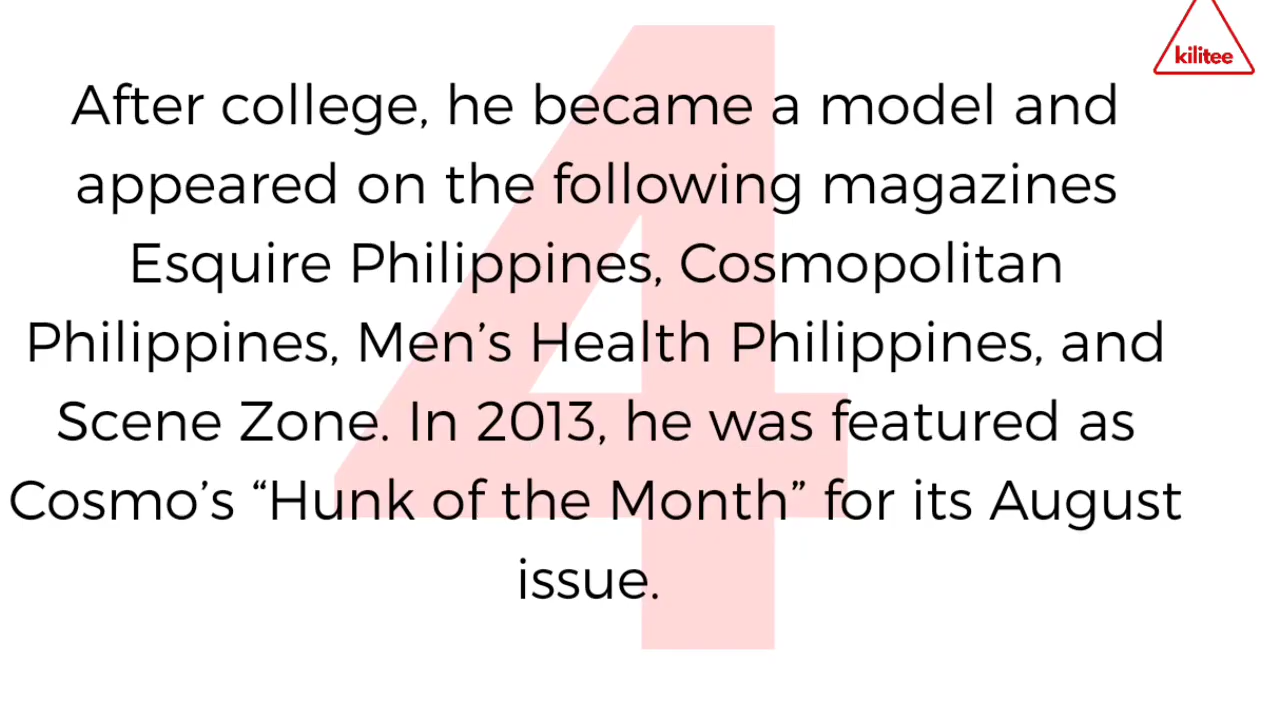 kilitee
After college, he became a model and
appeared on the following magazines
Esquire Philippines, Cosmopolitan
Philippines, Men’s Health Philippines, and
Scene Zone. In 2013, he was featured as
Cosmo’s “Hunk of the Month” for its August
issue.
4